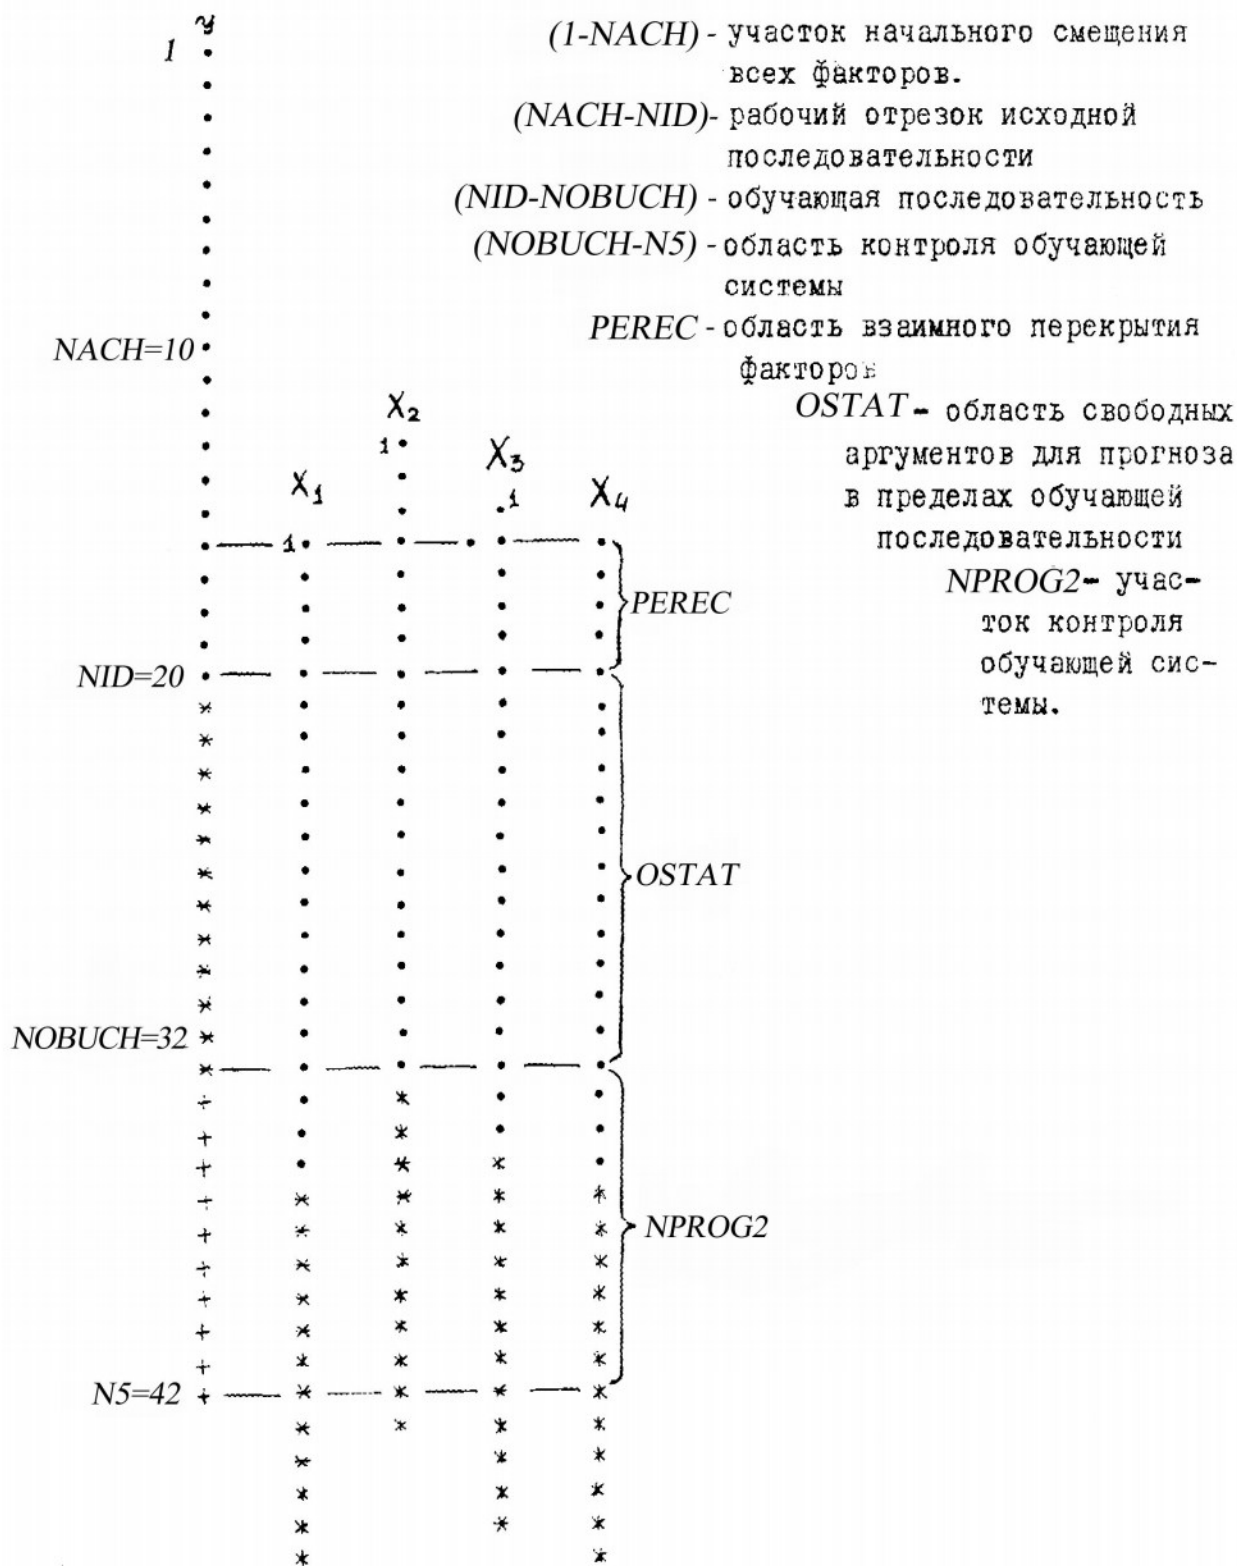 y
1
(1-NACH) - участок начального смещения
всех факторов.
(NACH-NID)- рабочий отрезок исходной
последовательности
(NID-NOBUCH) - обучающая последовательность
(NOBUCH-N5) - область контроля обучающей
системы
PEREC - область взаимного перекрытия
факторов
NACH=10
OSTAT - область свободных
аргументов для прогноза
в пределах обучающей
последовательности
NPROG2- учас-
ток контроля
обучающей сис-
темы.
X₂
1
X₃
1
X₁
X₄
1
PEREC
NID=20
OSTAT
NOBUCH=32
NPROG2
N5=42